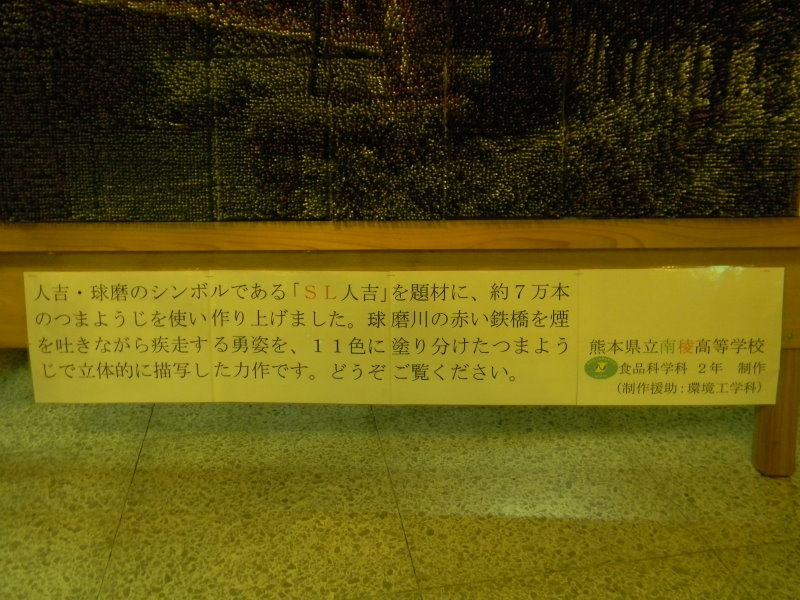 人吉・球磨のシンボルである「ＳＬ人吉」を題材に、約７万本
のつまようじを使い作り上げました。球磨川の赤い鉄橋を煙
を吐きながら疾走する勇姿を、１１色に塗り分けたつまよう
じで立体的に描写した力作です。どうぞご覧ください。
熊本県立南稜高等学校
食品科学科 ２年 制作
（制作援助：環境工学科）